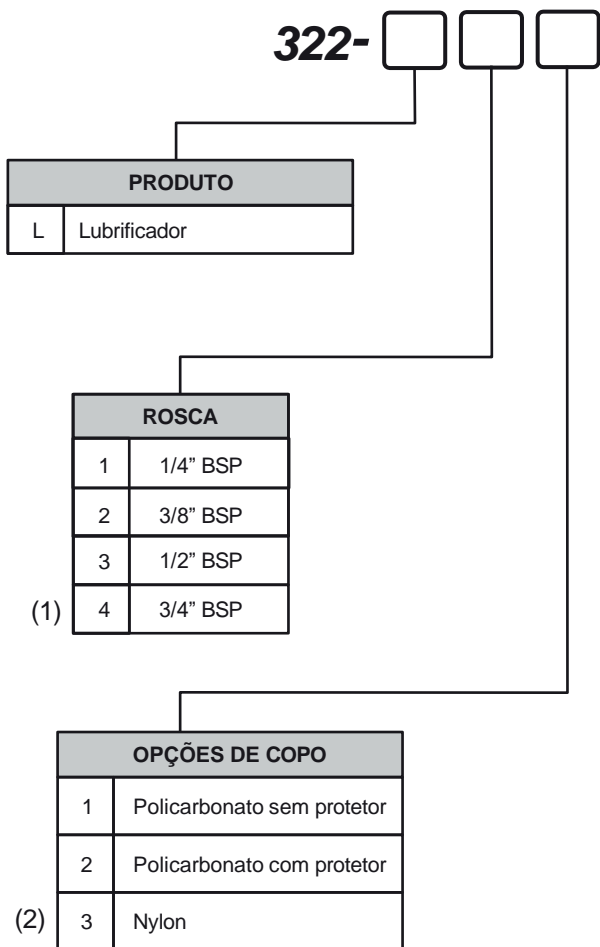 322-
PRODUTO
L Lubrificador
ROSCA
1 1/4” BSP
2 3/8” BSP
3 1/2” BSP
(1) 4 3/4” BSP
OPÇÕES DE COPO
1 Policarbonato sem protetor
2 Policarbonato com protetor
(2) 3 Nylon